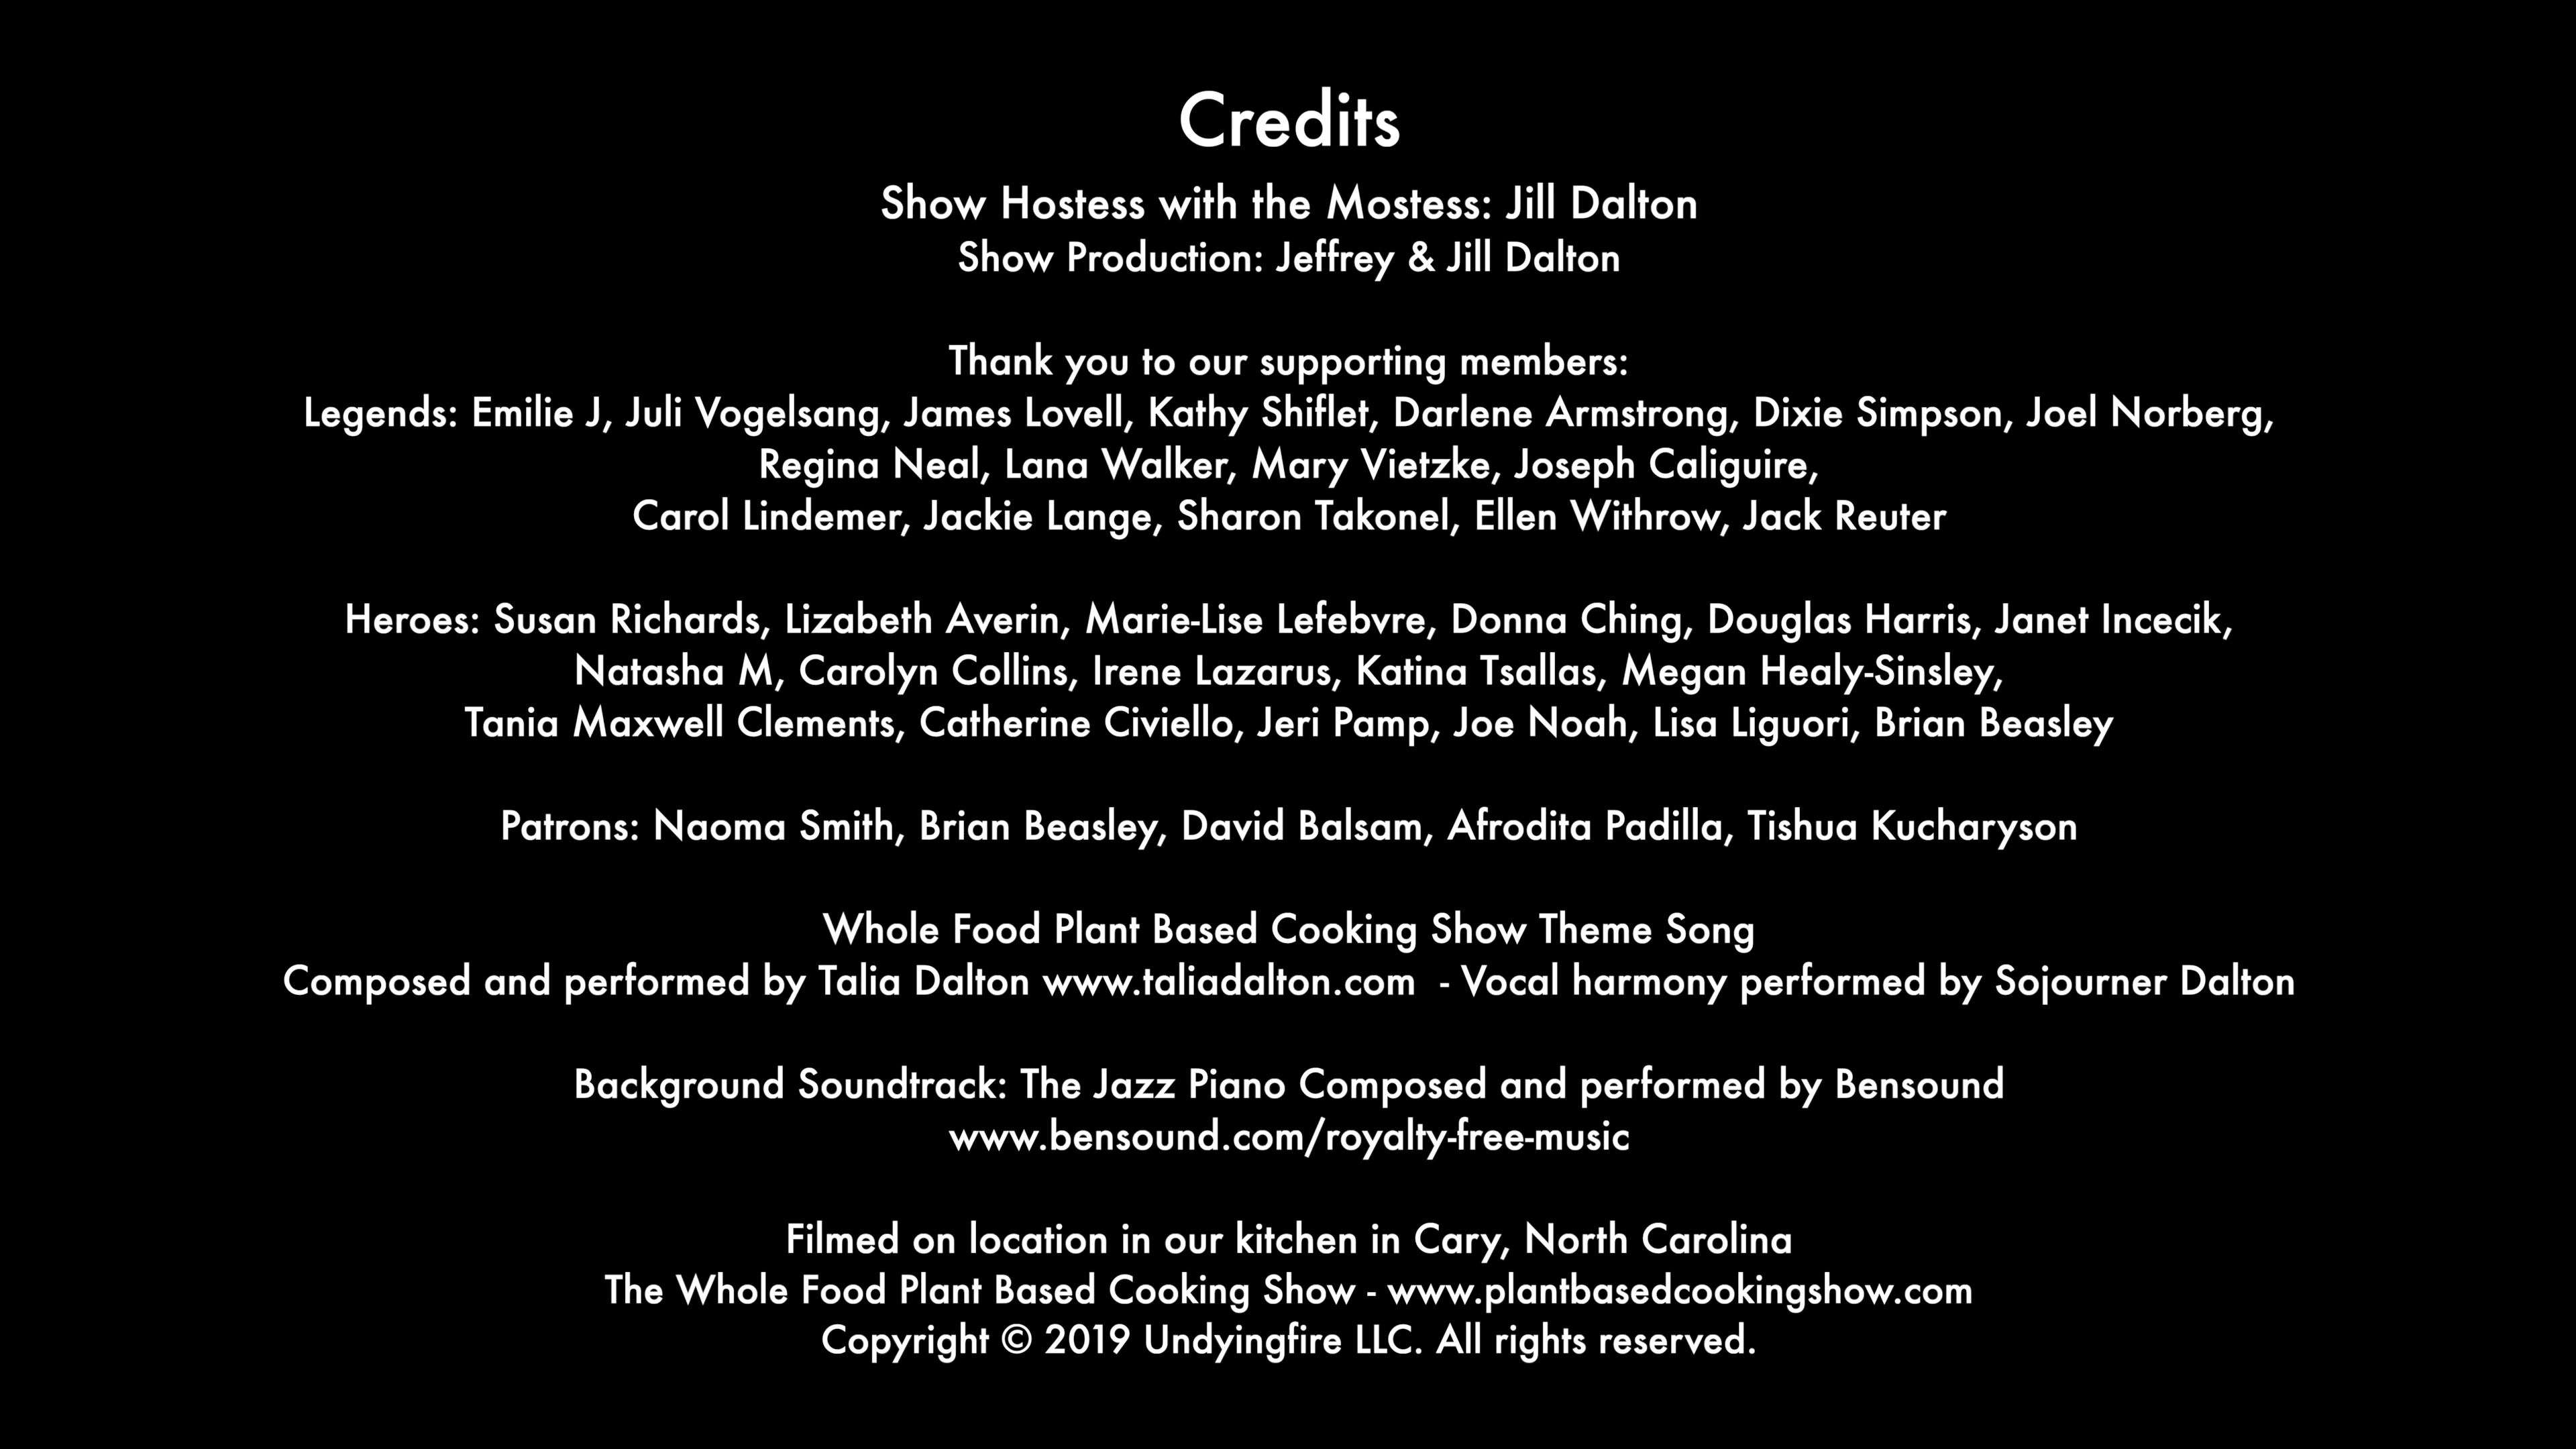 Credits
Show Hostess with the Mostess: Jill Dalton
Show Production: Jeffrey & Jill Dalton
Thank you to our supporting members:
Legends: Emilie J, Juli Vogelsang, James Lovell, Kathy Shiflet, Darlene Armstrong, Dixie Simpson, Joel Norberg,
Regina Neal, Lana Walker, Mary Vietzke, Joseph Caliguire,
Carol Lindemer, Jackie Lange, Sharon Takonel, Ellen Withrow, Jack Reuter
Heroes: Susan Richards, Lizabeth Averin, Marie-Lise Lefebvre, Donna Ching, Douglas Harris, Janet Incecik,
Natasha M, Carolyn Collins, Irene Lazarus, Katina Tsallas, Megan Healy-Sinsley,
Tania Maxwell Clements, Catherine Civiello, Jeri Pamp, Joe Noah, Lisa Liguori, Brian Beasley
Patrons: Naoma Smith, Brian Beasley, David Balsam, Afrodita Padilla, Tishua Kucharyson
Whole Food Plant Based Cooking Show Theme Song
Composed and performed by Talia Dalton www.taliadalton.com - Vocal harmony performed by Sojourner Dalton
Background Soundtrack: The Jazz Piano Composed and performed by Bensound
www.bensound.com/royalty-free-music
Filmed on location in our kitchen in Cary, North Carolina
The Whole Food Plant Based Cooking Show - www.plantbasedcookingshow.com
Copyright © 2019 Undyingfire LLC. All rights reserved.